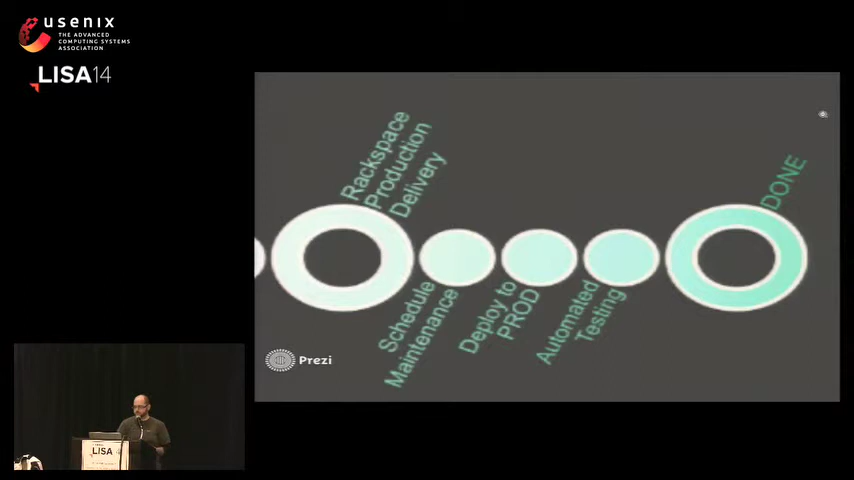 usenix
THE ADVANCED
COMPUTING SYSTEMS
ASSOCIATION
LISA14
Rackspace
Production
Delivery
DONE
Schedule
Maintenance
Deploy to
PROD
Automated
Testing
Prezi
LISA